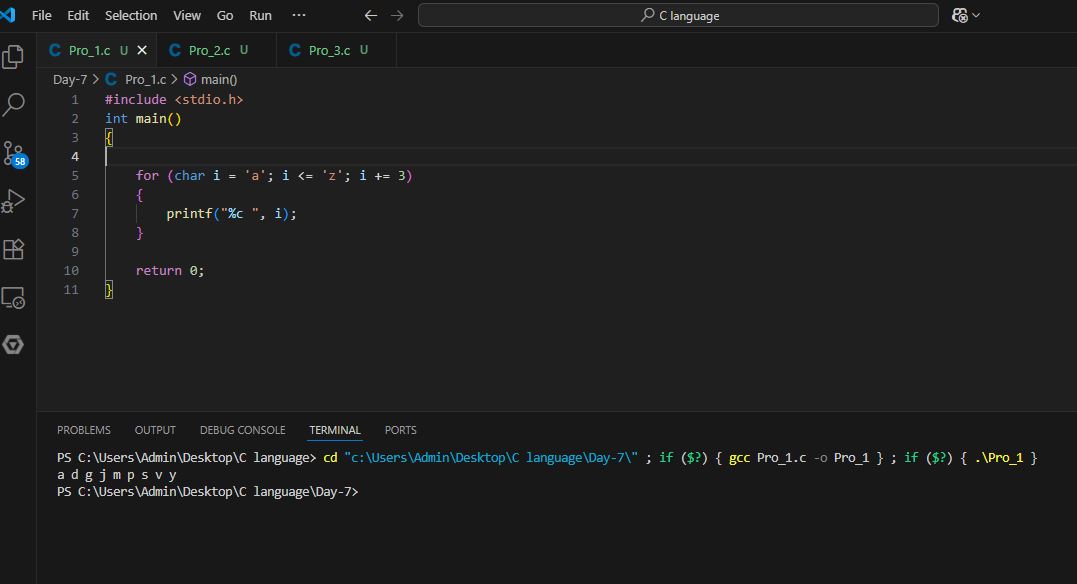 File Edit Selection View Go Run ··· C language
C Pro_1.c U C Pro_2.c U C Pro_3.c U
Day-7 > C Pro_1.c > main()
1 #include <stdio.h>
2 int main()
3 {
4
5 for (char i = 'a'; i <= 'z'; i += 3)
6 {
7 printf("%c ", i);
8 }
9
10 return 0;
11 }
58
PROBLEMS OUTPUT DEBUG CONSOLE TERMINAL PORTS
PS C:\Users\Admin\Desktop\C language> cd "c:\Users\Admin\Desktop\C language\Day-7\" ; if ($?) { gcc Pro_1.c -o Pro_1 } ; if ($?) { .\Pro_1 }
a d g j m p s v y
PS C:\Users\Admin\Desktop\C language\Day-7>